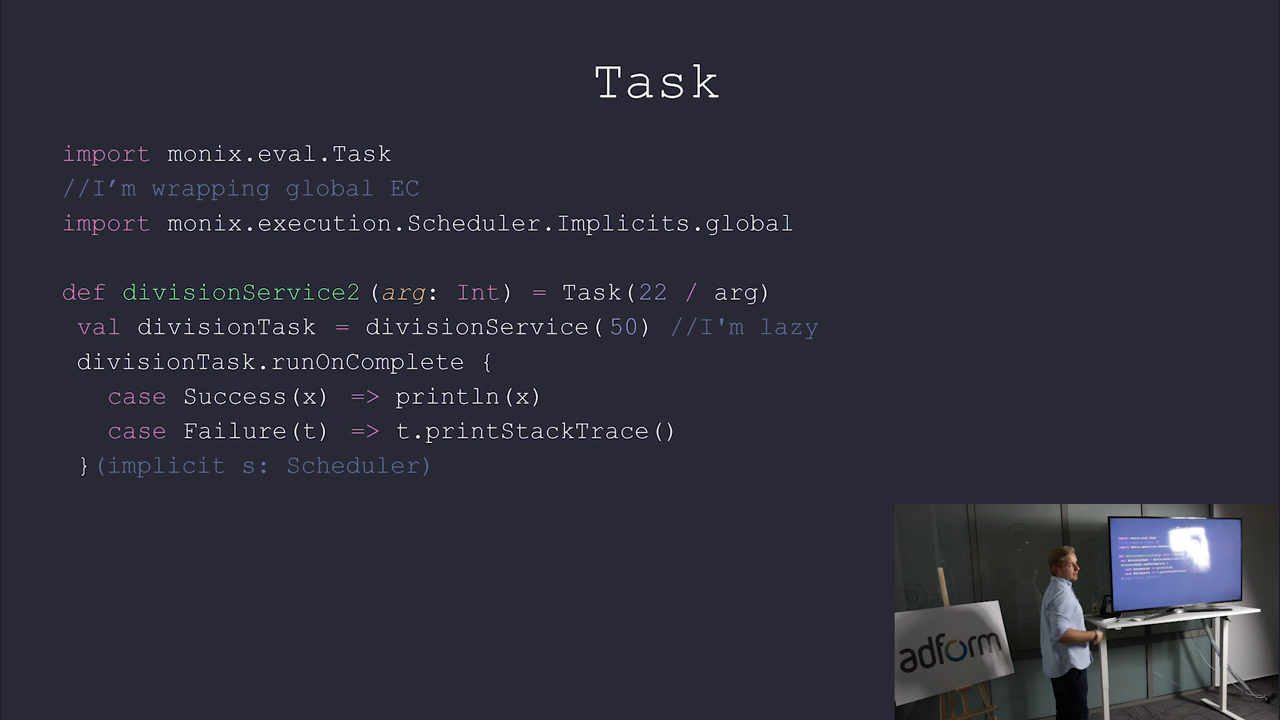 Task
import monix.eval.Task
//I’m wrapping global EC
import monix.execution.Scheduler.Implicits.global
def divisionService2(arg: Int) = Task(22 / arg)
val divisionTask = divisionService(50) //I'm lazy
divisionTask.runOnComplete {
case Success(x) => println(x)
case Failure(t) => t.printStackTrace()
}(implicit s: Scheduler)
adform